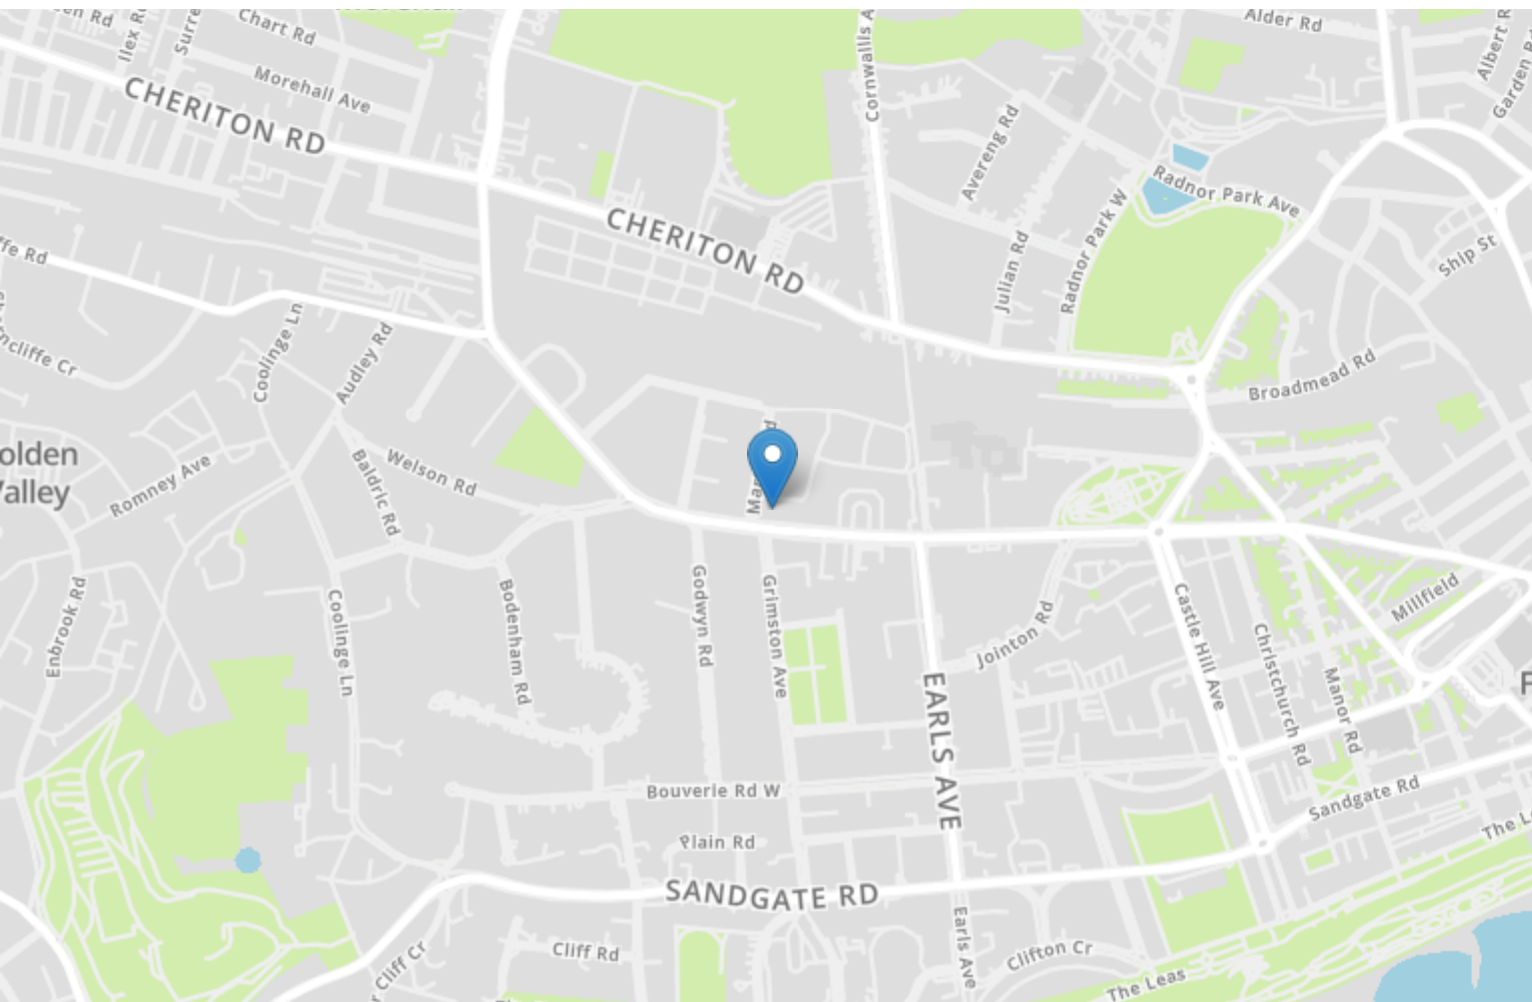 Chart Rd
Alder Rd
Morehall Ave
CHERITON RD
Avereng Rd
Radnor Park Ave
CHERITON RD
Radnor Park W
Julian Rd
Ship St
Coolinge Ln
Audley Rd
Broadmead Rd
Romney Ave
Welson Rd
Baldric Rd
Enbrook Rd
Coolinge Ln
Bodenham Rd
Godwyn Rd
Grimston Ave
Jointon Rd
EARLS AVE
Castle Hill Ave
Christchurch Rd
Manor Rd
Millfield
Bouverie Rd W
Sandgate Rd
Plain Rd
SANDGATE RD
Earls Ave
Cliff Rd
Clifton Cr
The Leas